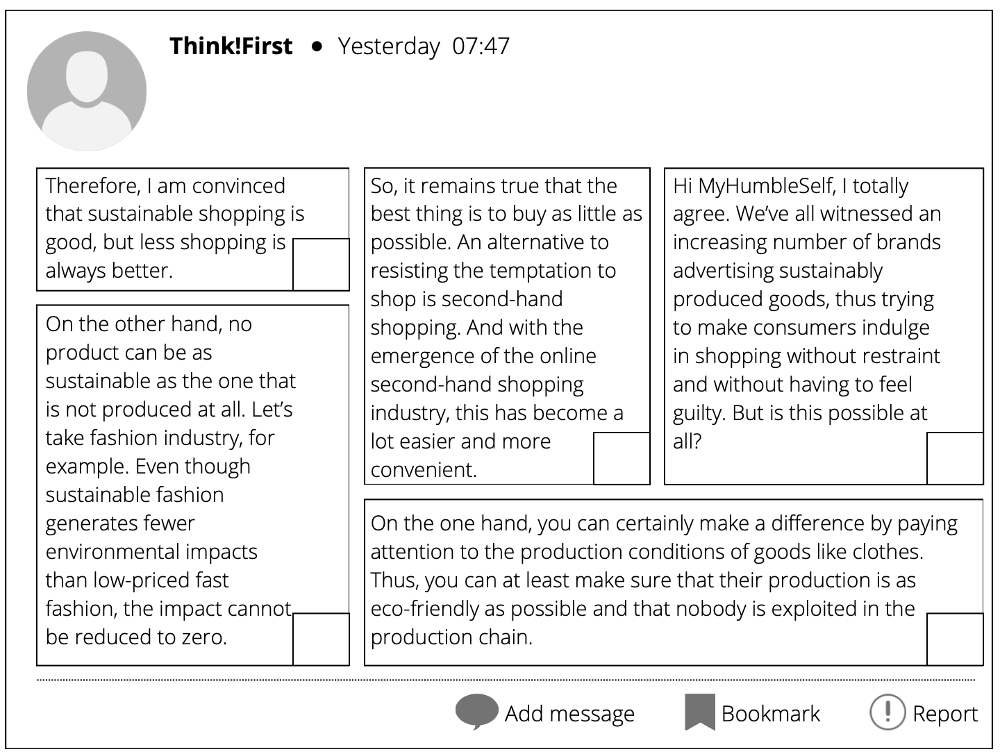 Think!First ● Yesterday 07:47
Therefore, I am convinced
that sustainable shopping is
good, but less shopping is
always better.
On the other hand, no
product can be as
sustainable as the one that
is not produced at all. Let’s
take fashion industry, for
example. Even though
sustainable fashion
generates fewer
environmental impacts
than low-priced fast
fashion, the impact cannot
be reduced to zero.
So, it remains true that the
best thing is to buy as little as
possible. An alternative to
resisting the temptation to
shop is second-hand
shopping. And with the
emergence of the online
second-hand shopping
industry, this has become a
lot easier and more
convenient.
Hi MyHumbleSelf, I totally
agree. We’ve all witnessed an
increasing number of brands
advertising sustainably
produced goods, thus trying
to make consumers indulge
in shopping without restraint
and without having to feel
guilty. But is this possible at
all?
On the one hand, you can certainly make a difference by paying
attention to the production conditions of goods like clothes.
Thus, you can at least make sure that their production is as
eco-friendly as possible and that nobody is exploited in the
production chain.
Add message Bookmark Report